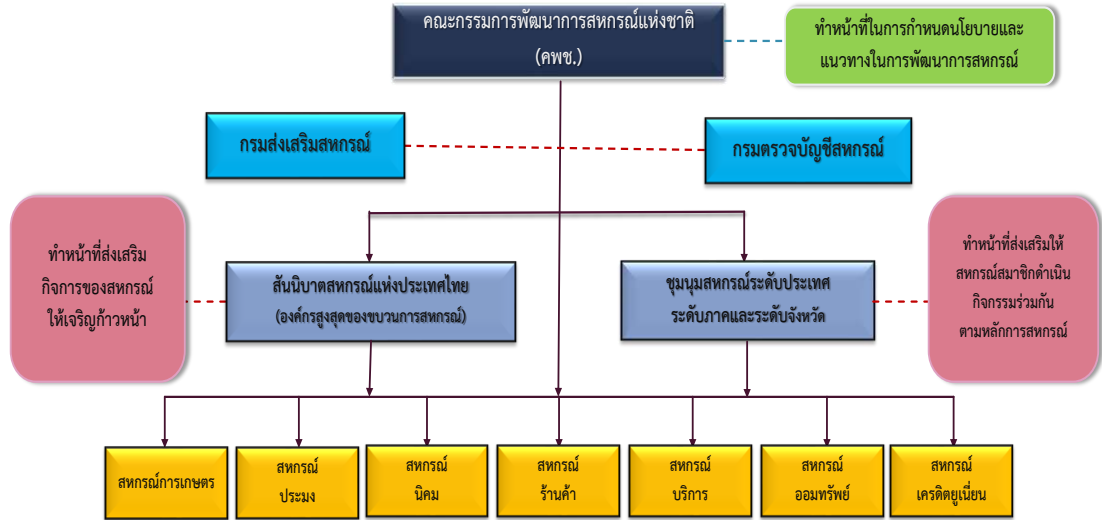 คณะกรรมการพัฒนาการสหกรณ์แห่งชาติ
(คพช.)
ทำหน้าที่ในการกำหนดนโยบายและ
แนวทางในการพัฒนาการสหกรณ์
กรมส่งเสริมสหกรณ์
กรมตรวจบัญชีสหกรณ์
ทำหน้าที่ส่งเสริม
กิจการของสหกรณ์
ให้เจริญก้าวหน้า
สันนิบาตสหกรณ์แห่งประเทศไทย
(องค์กรสูงสุดของขบวนการสหกรณ์)
ชุมนุมสหกรณ์ระดับประเทศ
ระดับภาคและระดับจังหวัด
ทำหน้าที่ส่งเสริมให้
สหกรณ์สมาชิกดำเนิน
กิจกรรมร่วมกัน
ตามหลักการสหกรณ์
สหกรณ์การเกษตร
สหกรณ์
ประมง
สหกรณ์
นิคม
สหกรณ์
ร้านค้า
สหกรณ์
บริการ
สหกรณ์
ออมทรัพย์
สหกรณ์
เครดิตยูเนี่ยน